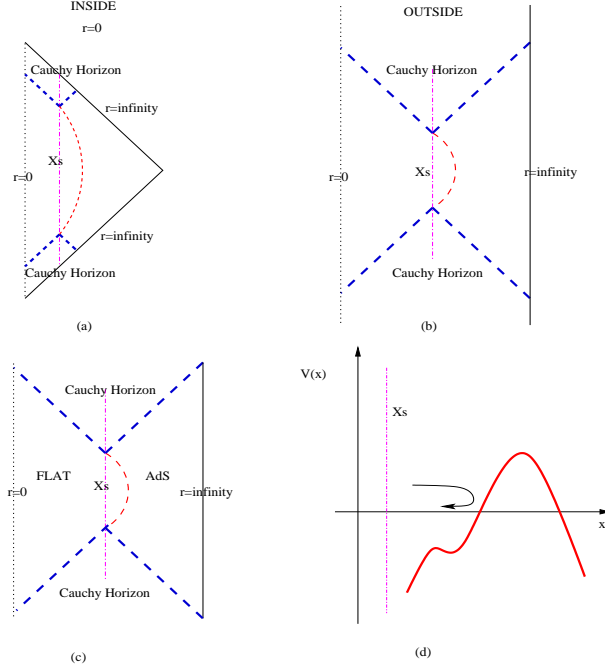 INSIDE
r=0
Cauchy Horizon
r=infinity
Xs
r=0
r=infinity
Cauchy Horizon
(a)
OUTSIDE
Cauchy Horizon
Xs
r=0
r=infinity
Cauchy Horizon
(b)
Cauchy Horizon
FLAT
AdS
Xs
r=0
r=infinity
Cauchy Horizon
(c)
V(x)
Xs
x
(d)